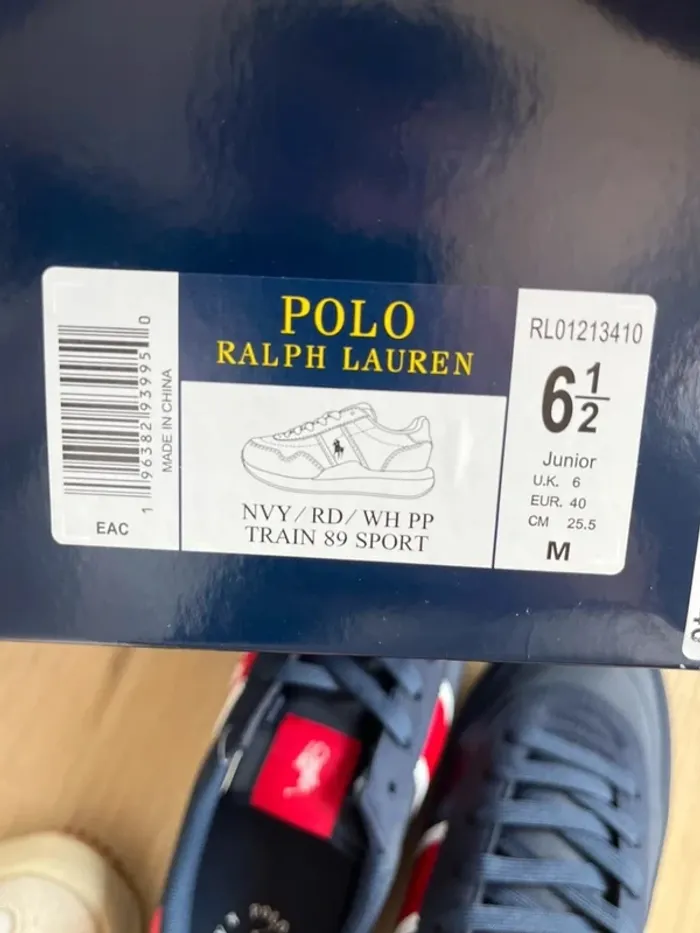 POLO
RALPH LAUREN
NVY/RD/WH PP
TRAIN 89 SPORT
RL01213410
6 1/2
Junior
U.K. 6
EUR. 40
CM 25.5
M
1 96382 93995 0
MADE IN CHINA
EAC